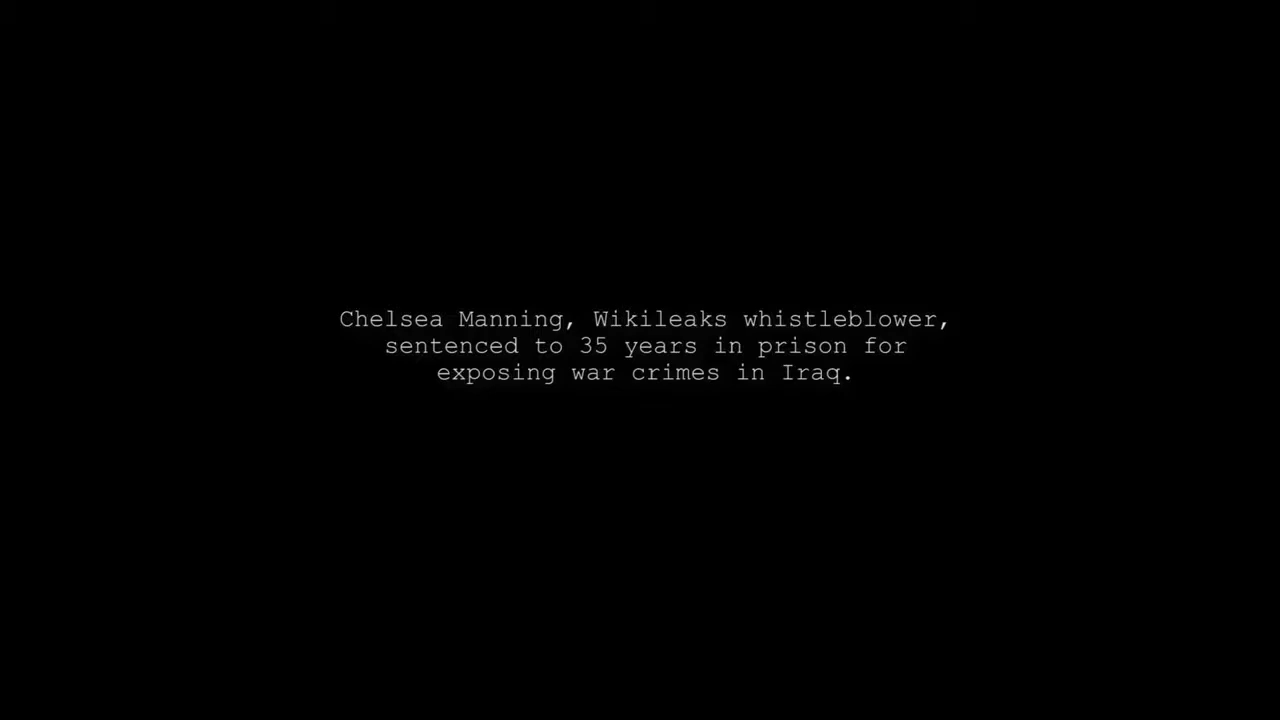 Chelsea Manning, Wikileaks whistleblower,
sentenced to 35 years in prison for
exposing war crimes in Iraq.